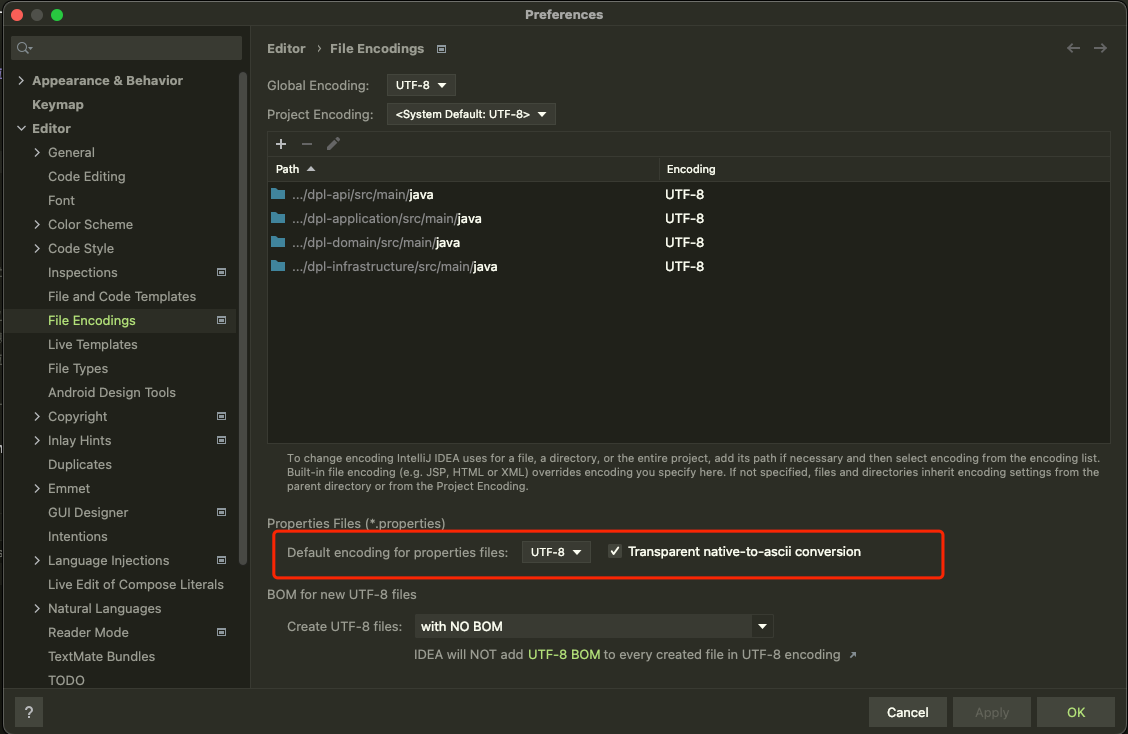 Preferences
Editor › File Encodings
Global Encoding: UTF-8
Project Encoding: <System Default: UTF-8>
Appearance & Behavior
Keymap
Editor
General
Code Editing
Font
Color Scheme
Code Style
Inspections
File and Code Templates
File Encodings
Live Templates
File Types
Android Design Tools
Copyright
Inlay Hints
Duplicates
Emmet
GUI Designer
Intentions
Language Injections
Live Edit of Compose Literals
Natural Languages
Reader Mode
TextMate Bundles
TODO
Path Encoding
.../dpl-api/src/main/java UTF-8
.../dpl-application/src/main/java UTF-8
.../dpl-domain/src/main/java UTF-8
.../dpl-infrastructure/src/main/java UTF-8
To change encoding IntelliJ IDEA uses for a file, a directory, or the entire project, add its path if necessary and then select encoding from the encoding list.
Built-in file encoding (e.g. JSP, HTML or XML) overrides encoding you specify here. If not specified, files and directories inherit encoding settings from the
parent directory or from the Project Encoding.
Properties Files (*.properties)
Default encoding for properties files: UTF-8 Transparent native-to-ascii conversion
BOM for new UTF-8 files
Create UTF-8 files: with NO BOM
IDEA will NOT add UTF-8 BOM to every created file in UTF-8 encoding ↗
? Cancel Apply OK